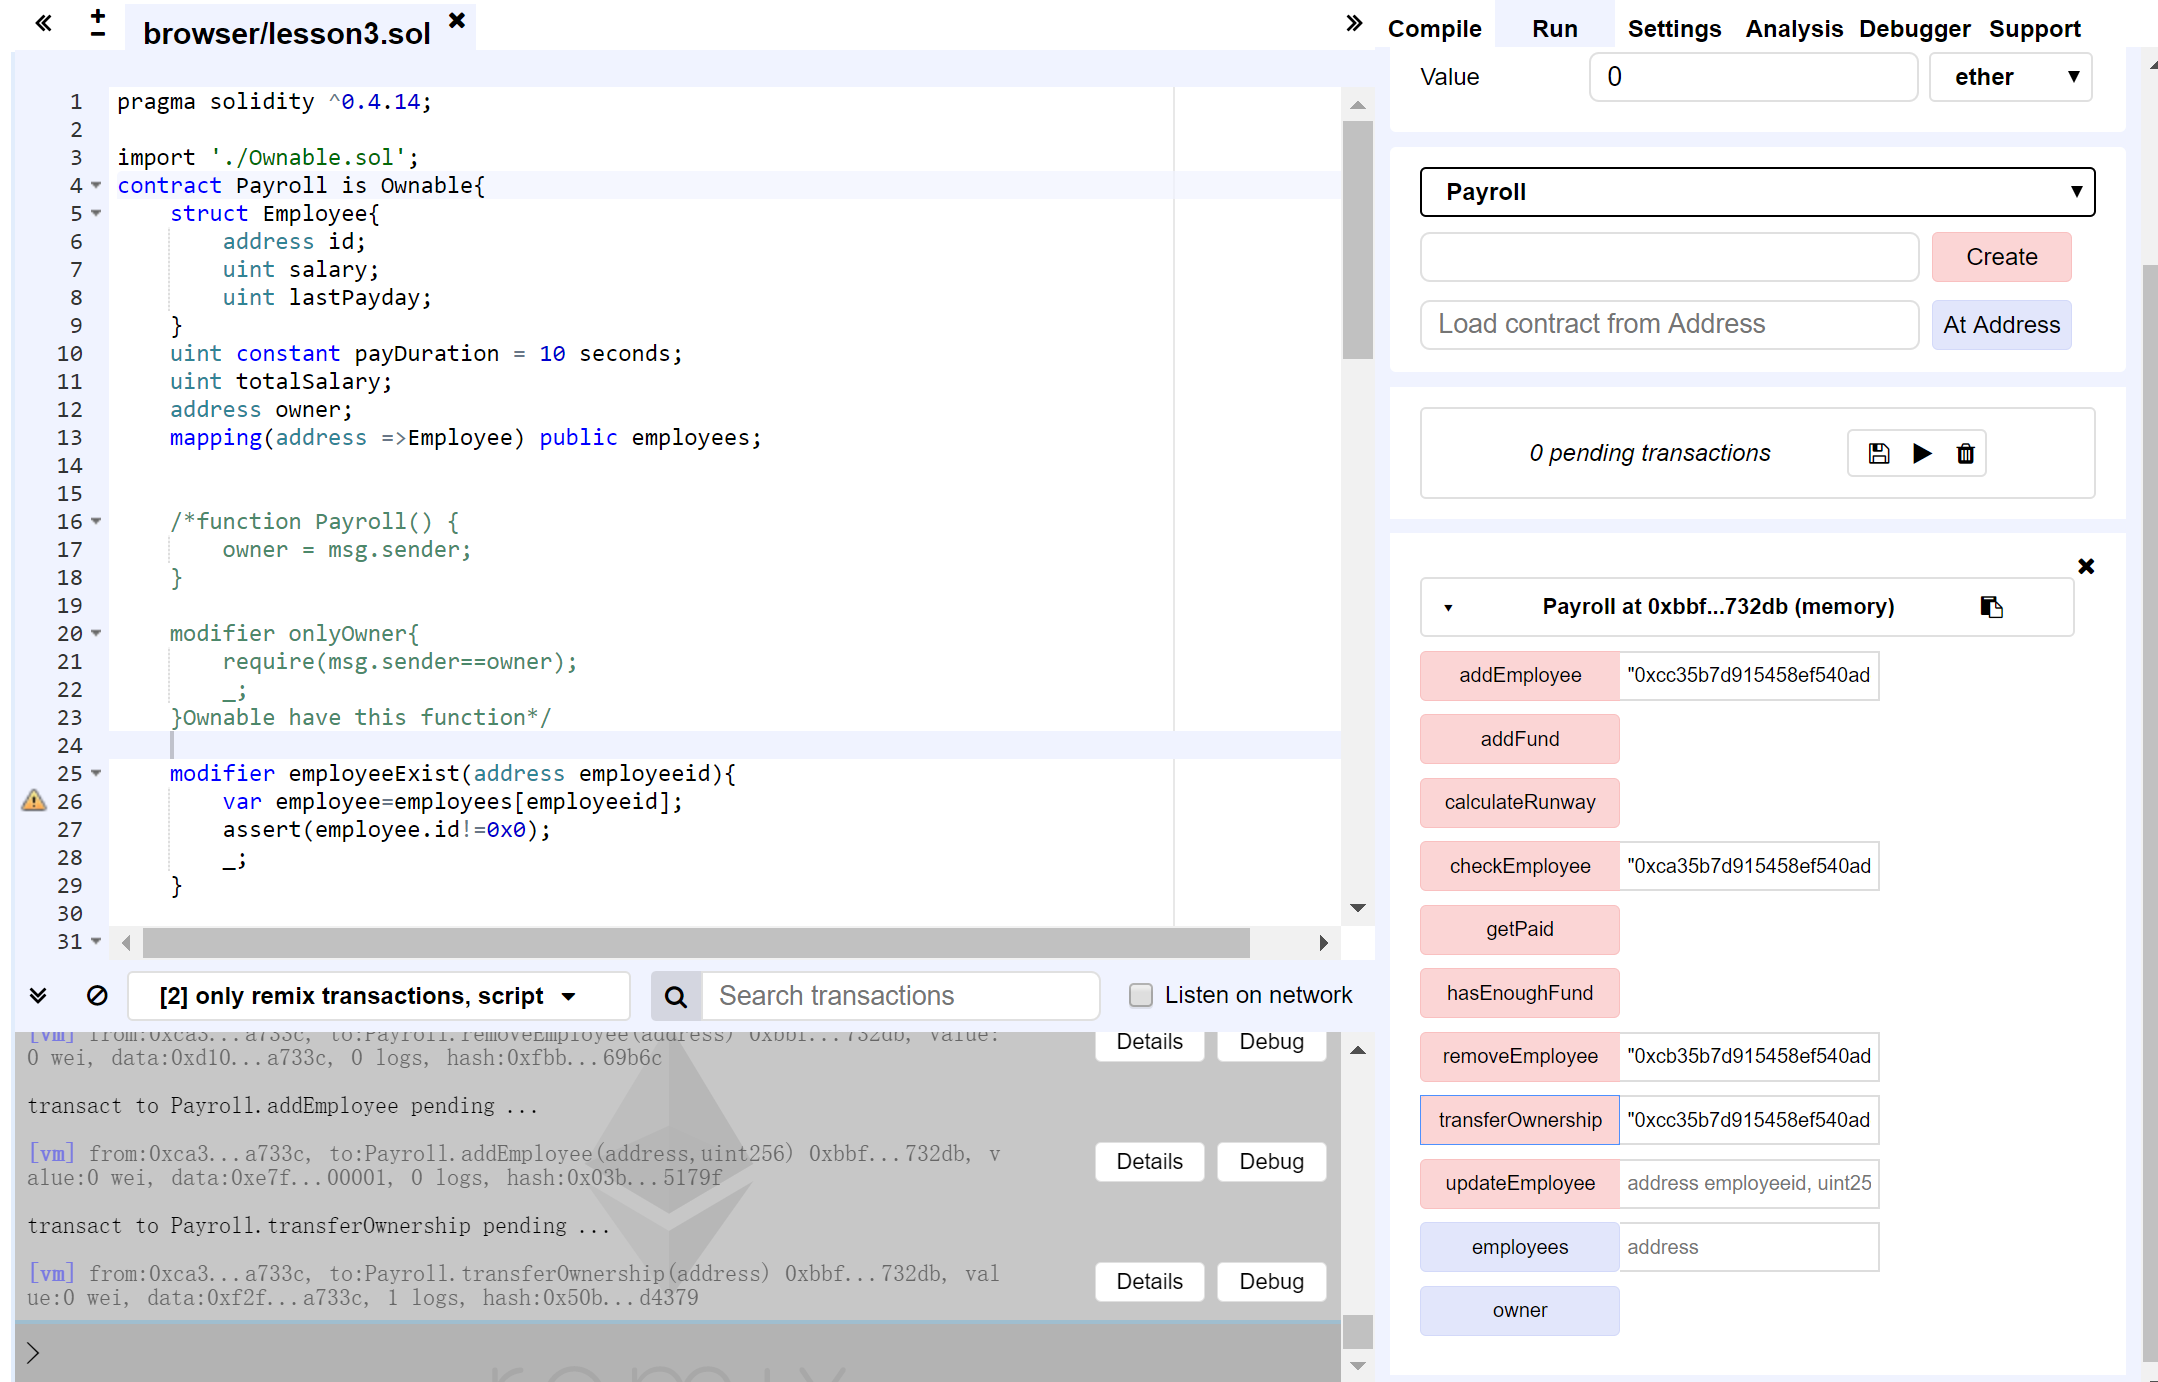 browser/lesson3.sol
Compile Run Settings Analysis Debugger Support
1 pragma solidity ^0.4.14;
2
3 import './Ownable.sol';
4 contract Payroll is Ownable{
5 struct Employee{
6 address id;
7 uint salary;
8 uint lastPayday;
9 }
10 uint constant payDuration = 10 seconds;
11 uint totalSalary;
12 address owner;
13 mapping(address =>Employee) public employees;
14
15
16 /*function Payroll() {
17 owner = msg.sender;
18 }
19
20 modifier onlyOwner{
21 require(msg.sender==owner);
22 _;
23 }Ownable have this function*/
24
25 modifier employeeExist(address employeeid){
26 var employee=employees[employeeid];
27 assert(employee.id!=0x0);
28 _;
29 }
30
31
[2] only remix transactions, script
Search transactions
Listen on network
[vm] from:0xca3...a733c, to:Payroll.removeEmployee(address) 0xbbf...732db, value:
0 wei, data:0xd10...a733c, 0 logs, hash:0xfbb...69b6c
Details Debug
transact to Payroll.addEmployee pending ...
[vm] from:0xca3...a733c, to:Payroll.addEmployee(address,uint256) 0xbbf...732db, v
alue:0 wei, data:0xe7f...00001, 0 logs, hash:0x03b...5179f
Details Debug
transact to Payroll.transferOwnership pending ...
[vm] from:0xca3...a733c, to:Payroll.transferOwnership(address) 0xbbf...732db, val
ue:0 wei, data:0xf2f...a733c, 1 logs, hash:0x50b...d4379
Details Debug
>
remix
Value 0 ether
Payroll
Create
Load contract from Address At Address
0 pending transactions
Payroll at 0xbbf...732db (memory)
addEmployee "0xcc35b7d915458ef540ad
addFund
calculateRunway
checkEmployee "0xca35b7d915458ef540ad
getPaid
hasEnoughFund
removeEmployee "0xcb35b7d915458ef540ad
transferOwnership "0xcc35b7d915458ef540ad
updateEmployee address employeeid, uint25
employees address
owner